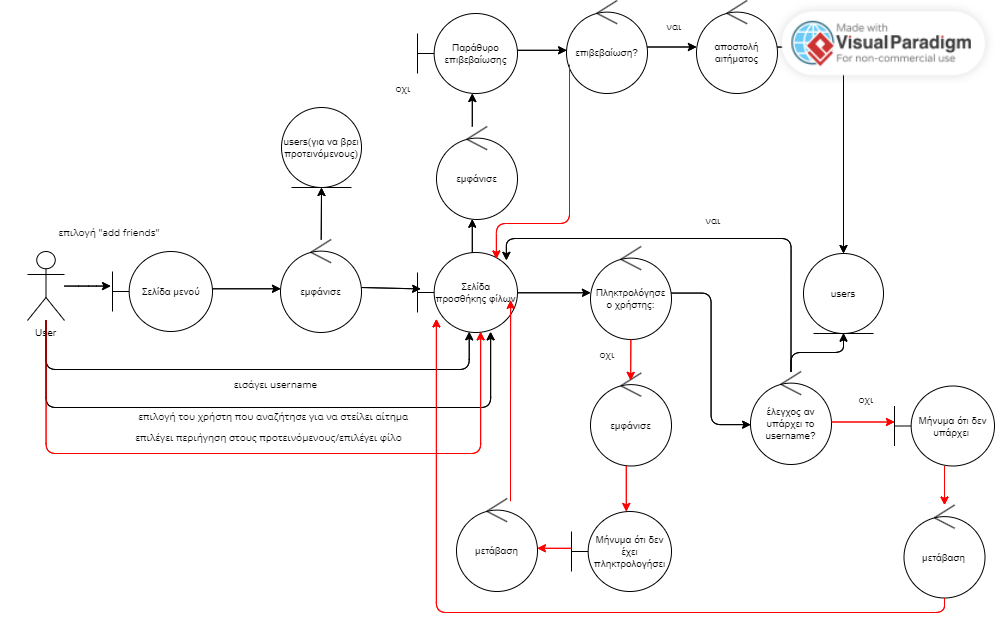 Made with
Visual Paradigm
For non-commercial use
Παράθυρο
επιβεβαίωσης
επιβεβαίωση?
ναι
αποστολή
αιτήματος
οχι
users(για να βρει
προτεινόμενους)
εμφάνισε
επιλογή "add friends"
ναι
User
Σελίδα μενού
εμφάνισε
Σελίδα
προσθήκης φίλων
Πληκτρολόγησε
ο χρήστης:
users
οχι
εισάγει username
επιλογή του χρήστη που αναζήτησε για να στείλει αίτημα
επιλέγει περιήγηση στους προτεινόμενους/επιλέγει φίλο
εμφάνισε
έλεγχος αν
υπάρχει το
username?
οχι
Μήνυμα ότι δεν
υπάρχει
μετάβαση
Μήνυμα ότι δεν
έχει
πληκτρολογήσει
μετάβαση